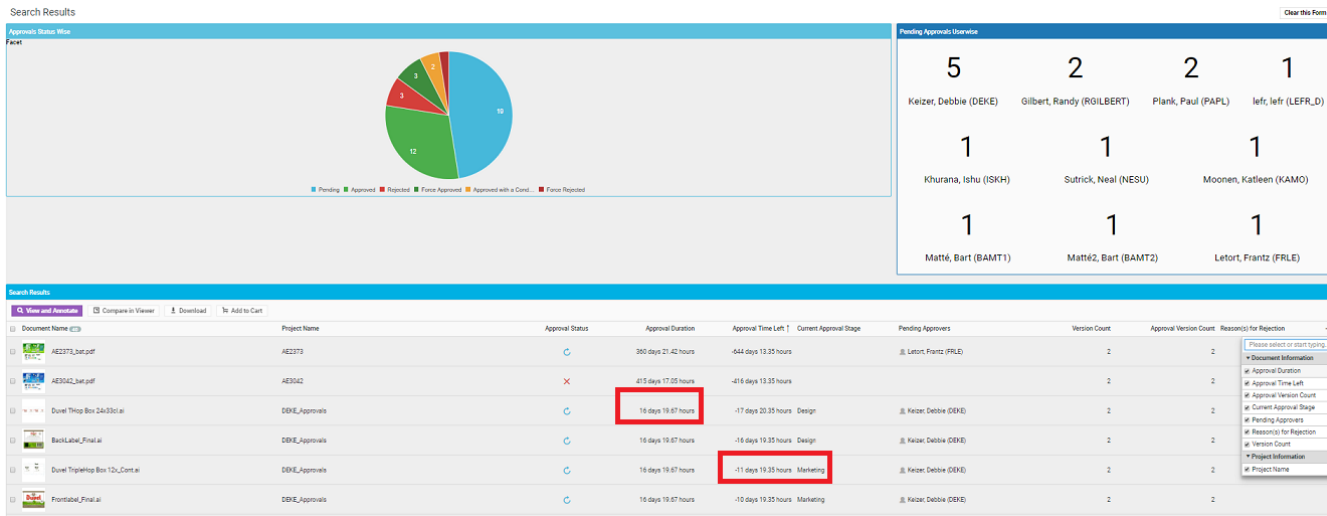 Search Results
Clear this Form
Approvals Status Wise
Facet
19
12
3
3
2
Pending Approved Rejected Force Approved Approved with a Cond... Force Rejected
Pending Approvals Userwise
5 2 2 1
Keizer, Debbie (DEKE) Gilbert, Randy (RGILBERT) Plank, Paul (PAPL) lefr, lefr (LEFR_D)
1 1 1
Khurana, Ishu (ISKH) Sutrick, Neal (NESU) Moonen, Katleen (KAMO)
1 1 1
Matté, Bart (BAMT1) Matté2, Bart (BAMT2) Letort, Frantz (FRLE)
Search Results
View and Annotate Compare in Viewer Download Add to Cart
Document Name Project Name Approval Status Approval Duration Approval Time Left ↑ Current Approval Stage Pending Approvers Version Count Approval Version Count Reason(s) for Rejection
AE2373_bat.pdf AE2373 360 days 21.42 hours -644 days 13.35 hours Letort, Frantz (FRLE) 2 2
AE3042_bat.pdf AE3042 415 days 17.05 hours -416 days 13.35 hours 2 2
Duvel THop Box 24x33cl.ai DEKE_Approvals 16 days 19.67 hours -17 days 20.35 hours Design Keizer, Debbie (DEKE) 2 2
BackLabel_Final.ai DEKE_Approvals 16 days 19.67 hours -16 days 19.35 hours Design Keizer, Debbie (DEKE) 2 2
Duvel TripleHop Box 12x_Cont.ai DEKE_Approvals 16 days 19.67 hours -11 days 19.35 hours Marketing Keizer, Debbie (DEKE) 2 2
Frontlabel_Final.ai DEKE_Approvals 16 days 19.67 hours -10 days 19.35 hours Marketing Keizer, Debbie (DEKE) 2 2
Please select or start typing.
Document Information
Approval Duration
Approval Time Left
Approval Version Count
Current Approval Stage
Pending Approvers
Reason(s) for Rejection
Version Count
Project Information
Project Name